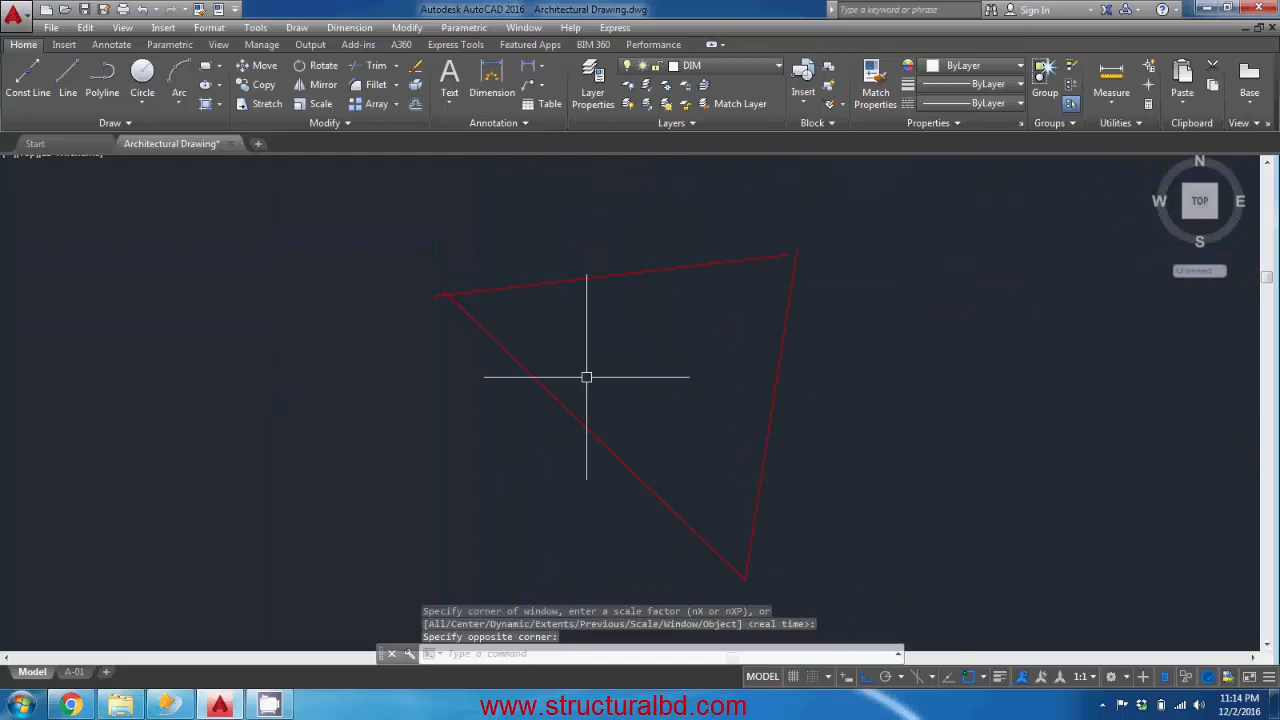 Autodesk AutoCAD 2016 Architectural Drawing.dwg
Type a keyword or phrase
Sign In
File Edit View Insert Format Tools Draw Dimension Modify Parametric Window Help Express
Home Insert Annotate Parametric View Manage Output Add-ins A360 Express Tools Featured Apps BIM 360 Performance
Move Rotate Trim DIM ByLayer
Construct Line Line Polyline Circle Arc Copy Mirror Fillet Text Dimension Layer Properties Insert Match Properties ByLayer Group Measure Paste Base
Stretch Scale Array Table Match Layer ByLayer
Draw Modify Annotation Layers Block Properties Groups Utilities Clipboard View
Start Architectural Drawing*
N
W TOP E
S
Unnamed
Specify corner of window, enter a scale factor (nX or nXP), or
[All/Center/Dynamic/Extents/Previous/Scale/Window/Object] <real time>:
Specify opposite corner:
Type a command
Model A-01 MODEL 1:1
11:14 PM
12/2/2016
www.structuralbd.com